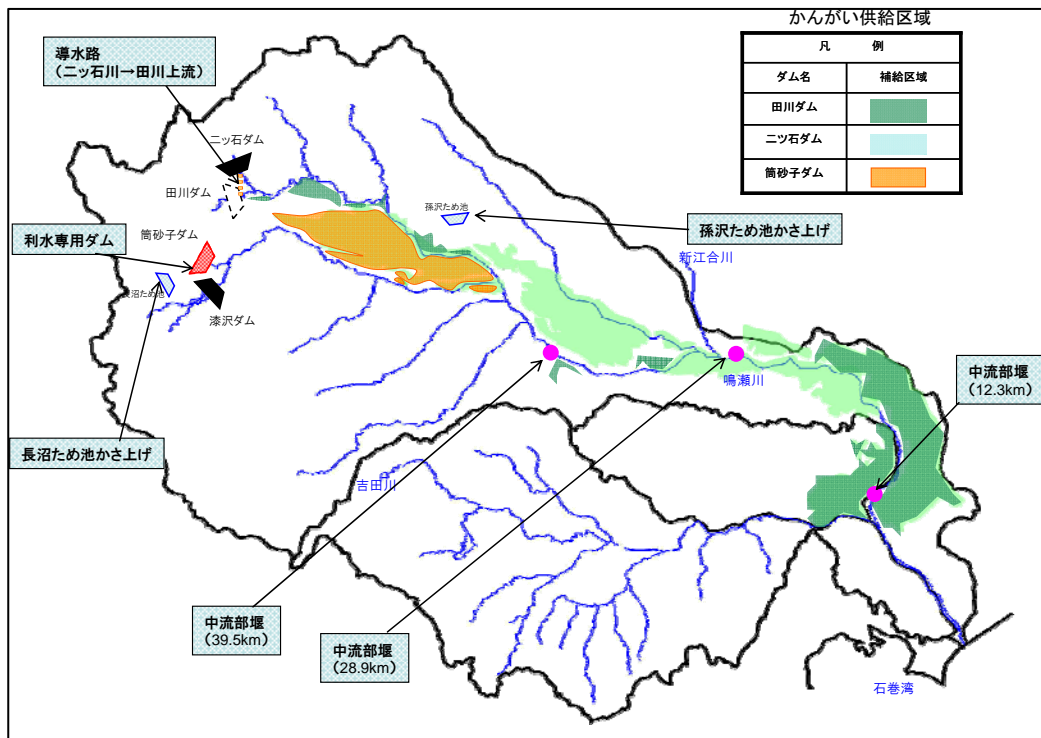 かんがい供給区域
凡 例
ダム名 補給区域
田川ダム
二ッ石ダム
筒砂子ダム
導水路
（二ッ石川→田川上流）
二ッ石ダム
田川ダム
利水専用ダム
筒砂子ダム
長沼ため池
漆沢ダム
孫沢ため池
孫沢ため池かさ上げ
新江合川
鳴瀬川
中流部堰
（12.3km）
長沼ため池かさ上げ
吉田川
中流部堰
（39.5km）
中流部堰
（28.9km）
石巻湾